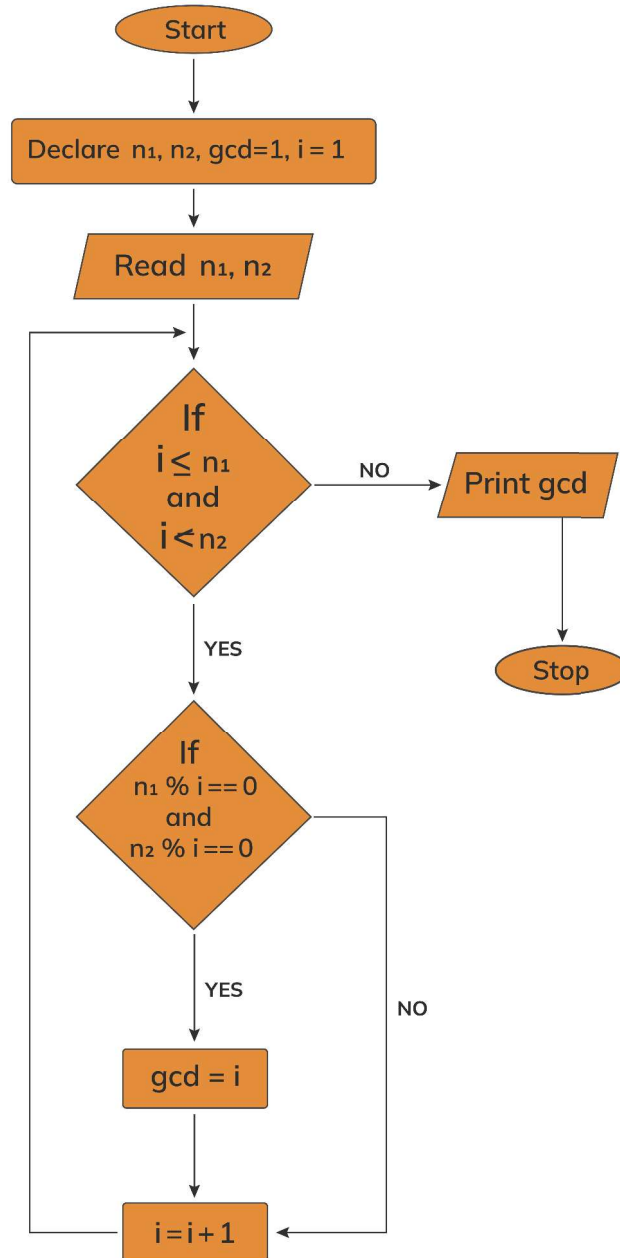 Start
Declare n₁, n₂, gcd=1, i = 1
Read n₁, n₂
If
i ≤ n₁
and
i < n₂
NO
Print gcd
Stop
YES
If
n₁ % i == 0
and
n₂ % i == 0
YES
NO
gcd = i
i = i + 1